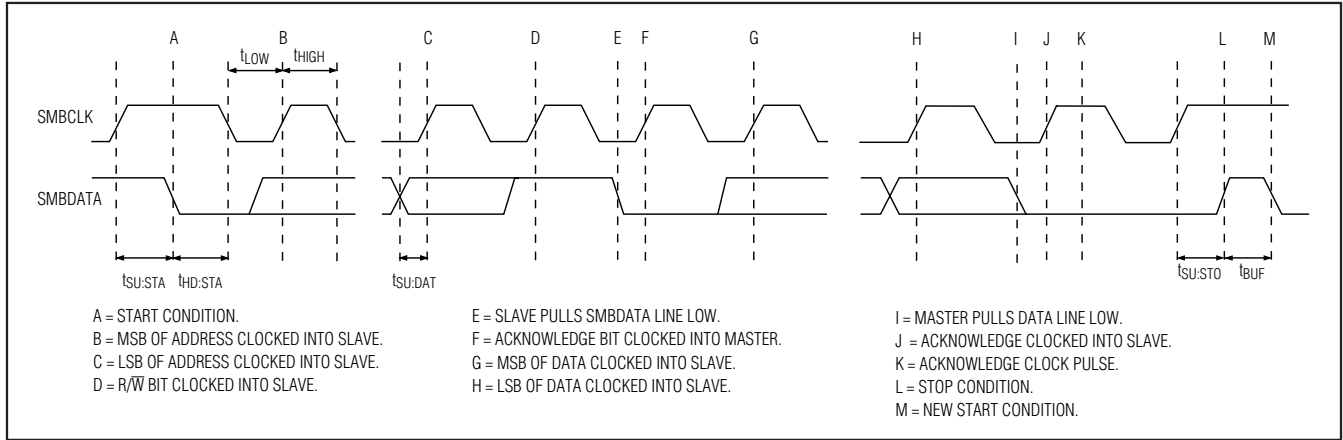 A B C D E F G H I J K L M
tLOW tHIGH
SMBCLK
SMBDATA
tSU:STA tHD:STA tSU:DAT tSU:STO tBUF
A = START CONDITION.
B = MSB OF ADDRESS CLOCKED INTO SLAVE.
C = LSB OF ADDRESS CLOCKED INTO SLAVE.
D = R/W̅ BIT CLOCKED INTO SLAVE.
E = SLAVE PULLS SMBDATA LINE LOW.
F = ACKNOWLEDGE BIT CLOCKED INTO MASTER.
G = MSB OF DATA CLOCKED INTO SLAVE.
H = LSB OF DATA CLOCKED INTO SLAVE.
I = MASTER PULLS DATA LINE LOW.
J = ACKNOWLEDGE CLOCKED INTO SLAVE.
K = ACKNOWLEDGE CLOCK PULSE.
L = STOP CONDITION.
M = NEW START CONDITION.